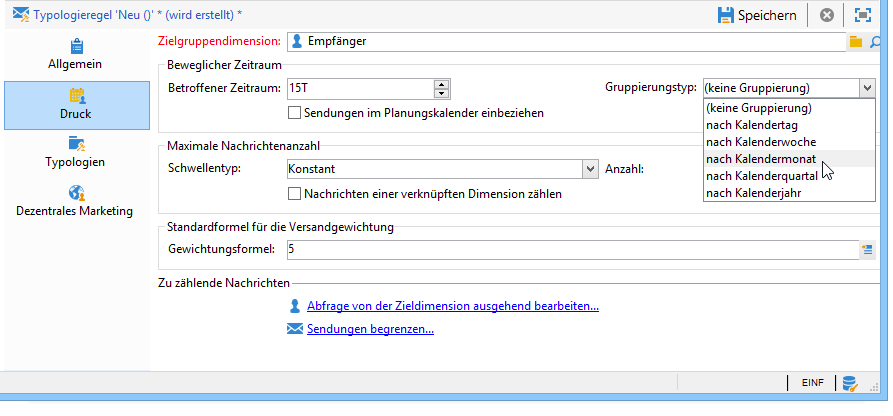 Typologieregel 'Neu ()' * (wird erstellt) *
Speichern
Allgemein
Druck
Typologien
Dezentrales Marketing
Zielgruppendimension: Empfänger
Beweglicher Zeitraum
Betroffener Zeitraum: 15T
Gruppierungstyp: (keine Gruppierung)
Sendungen im Planungskalender einbeziehen
(keine Gruppierung)
nach Kalendertag
nach Kalenderwoche
nach Kalendermonat
nach Kalenderquartal
nach Kalenderjahr
Maximale Nachrichtenanzahl
Schwellentyp: Konstant
Anzahl:
Nachrichten einer verknüpften Dimension zählen
Standardformel für die Versandgewichtung
Gewichtungsformel: 5
Zu zählende Nachrichten
Abfrage von der Zieldimension ausgehend bearbeiten...
Sendungen begrenzen...
EINF